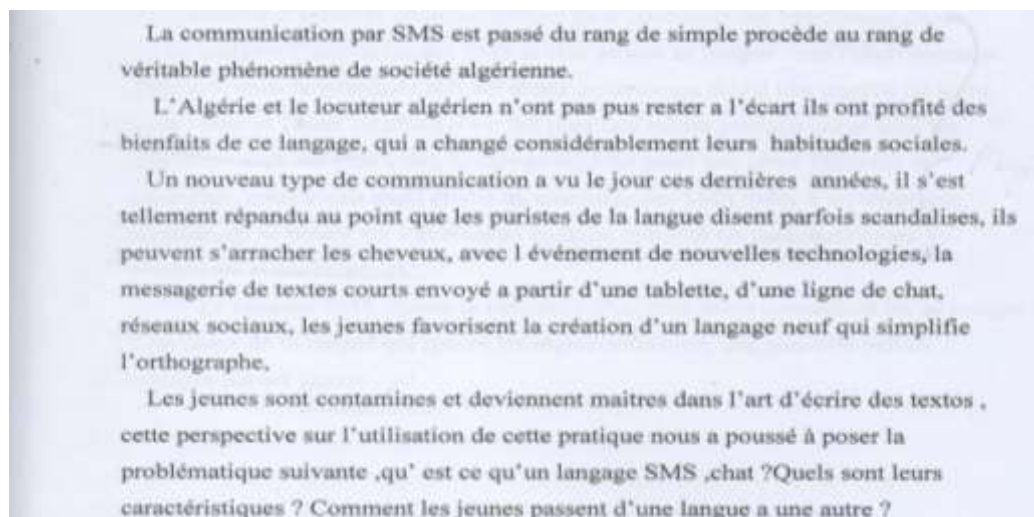 La communication par SMS est passé du rang de simple procède au rang de
véritable phénomène de société algérienne.
L'Algérie et le locuteur algérien n'ont pas pus rester a l'écart ils ont profité des
bienfaits de ce langage, qui a changé considérablement leurs habitudes sociales.
Un nouveau type de communication a vu le jour ces dernières années, il s'est
tellement répandu au point que les puristes de la langue disent parfois scandalises, ils
peuvent s'arracher les cheveux, avec l événement de nouvelles technologies, la
messagerie de textes courts envoyé a partir d'une tablette, d'une ligne de chat,
réseaux sociaux, les jeunes favorisent la création d'un langage neuf qui simplifie
l'orthographe.
Les jeunes sont contamines et deviennent maitres dans l'art d'écrire des textos ,
cette perspective sur l'utilisation de cette pratique nous a poussé à poser la
problématique suivante ,qu' est ce qu'un langage SMS ,chat ?Quels sont leurs
caractéristiques ? Comment les jeunes passent d'une langue a une autre ?